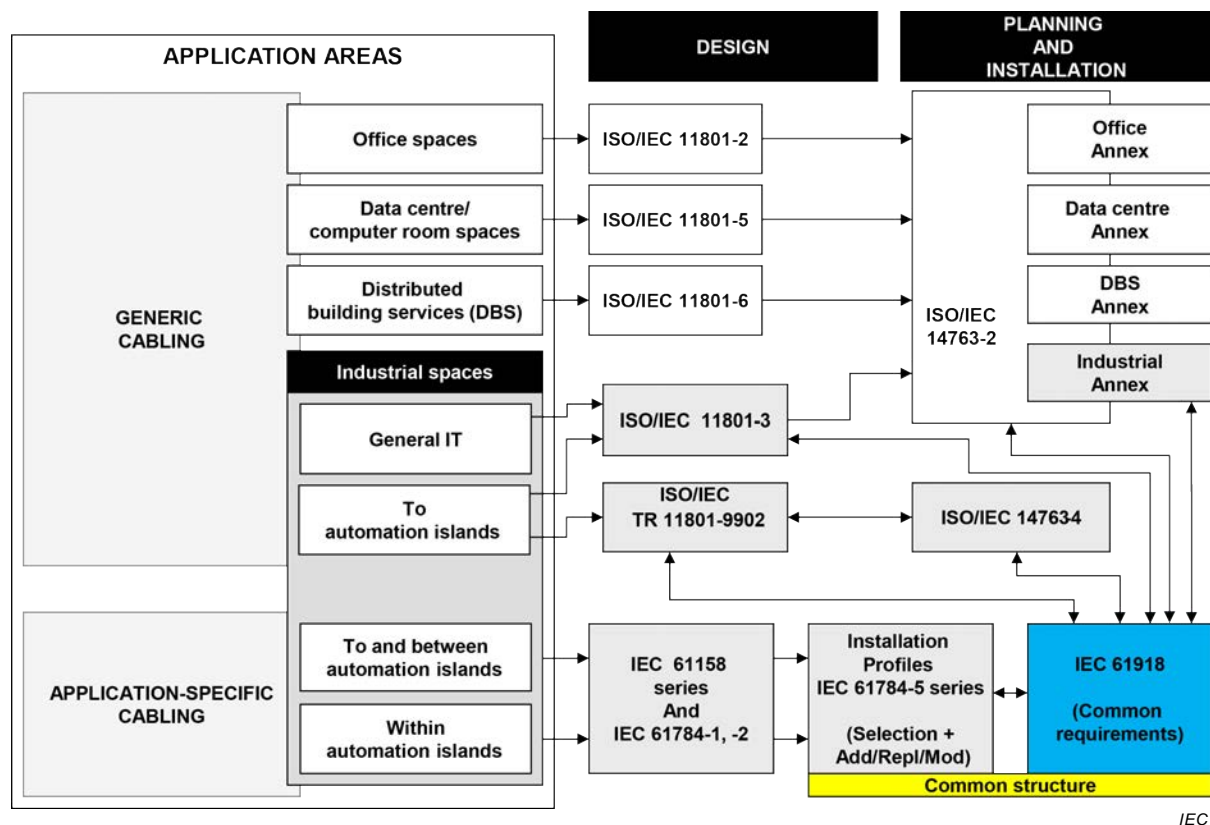 APPLICATION AREAS
DESIGN
PLANNING
AND
INSTALLATION
GENERIC
CABLING
Office spaces
ISO/IEC 11801-2
Office
Annex
Data centre/
computer room spaces
ISO/IEC 11801-5
Data centre
Annex
Distributed
building services (DBS)
ISO/IEC 11801-6
DBS
Annex
ISO/IEC
14763-2
Industrial spaces
Industrial
Annex
General IT
ISO/IEC 11801-3
To
automation islands
ISO/IEC
TR 11801-9902
ISO/IEC 14763-4
APPLICATION-SPECIFIC
CABLING
To and between
automation islands
Within
automation islands
IEC 61158
series
And
IEC 61784-1, -2
Installation
Profiles
IEC 61784-5 series
(Selection +
Add/Repl/Mod)
IEC 61918
(Common
requirements)
Common structure
IEC